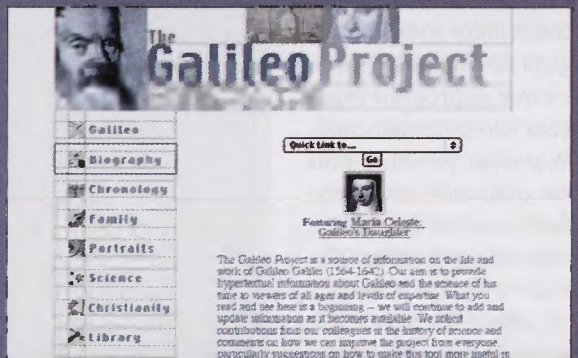 The
Galileo Project
Galileo
Biography
Chronology
Family
Portraits
Science
Christianity
Library
Quick Link to....
Go
Featuring Maria Celeste:
Galileo's Daughter
The Galileo Project is a source of information on the life and
work of Galileo Galilei (1564-1642). Our aim is to provide
hypertextual information about Galileo and the science of his
time to viewers of all ages and levels of expertise. What you
read and see here is a beginning -- we will continue to add and
update information as it becomes available. We solicit
contributions from our colleagues in the history of science and
comments on how we can improve the project from everyone,
particularly suggestions on how to make this tool more useful in